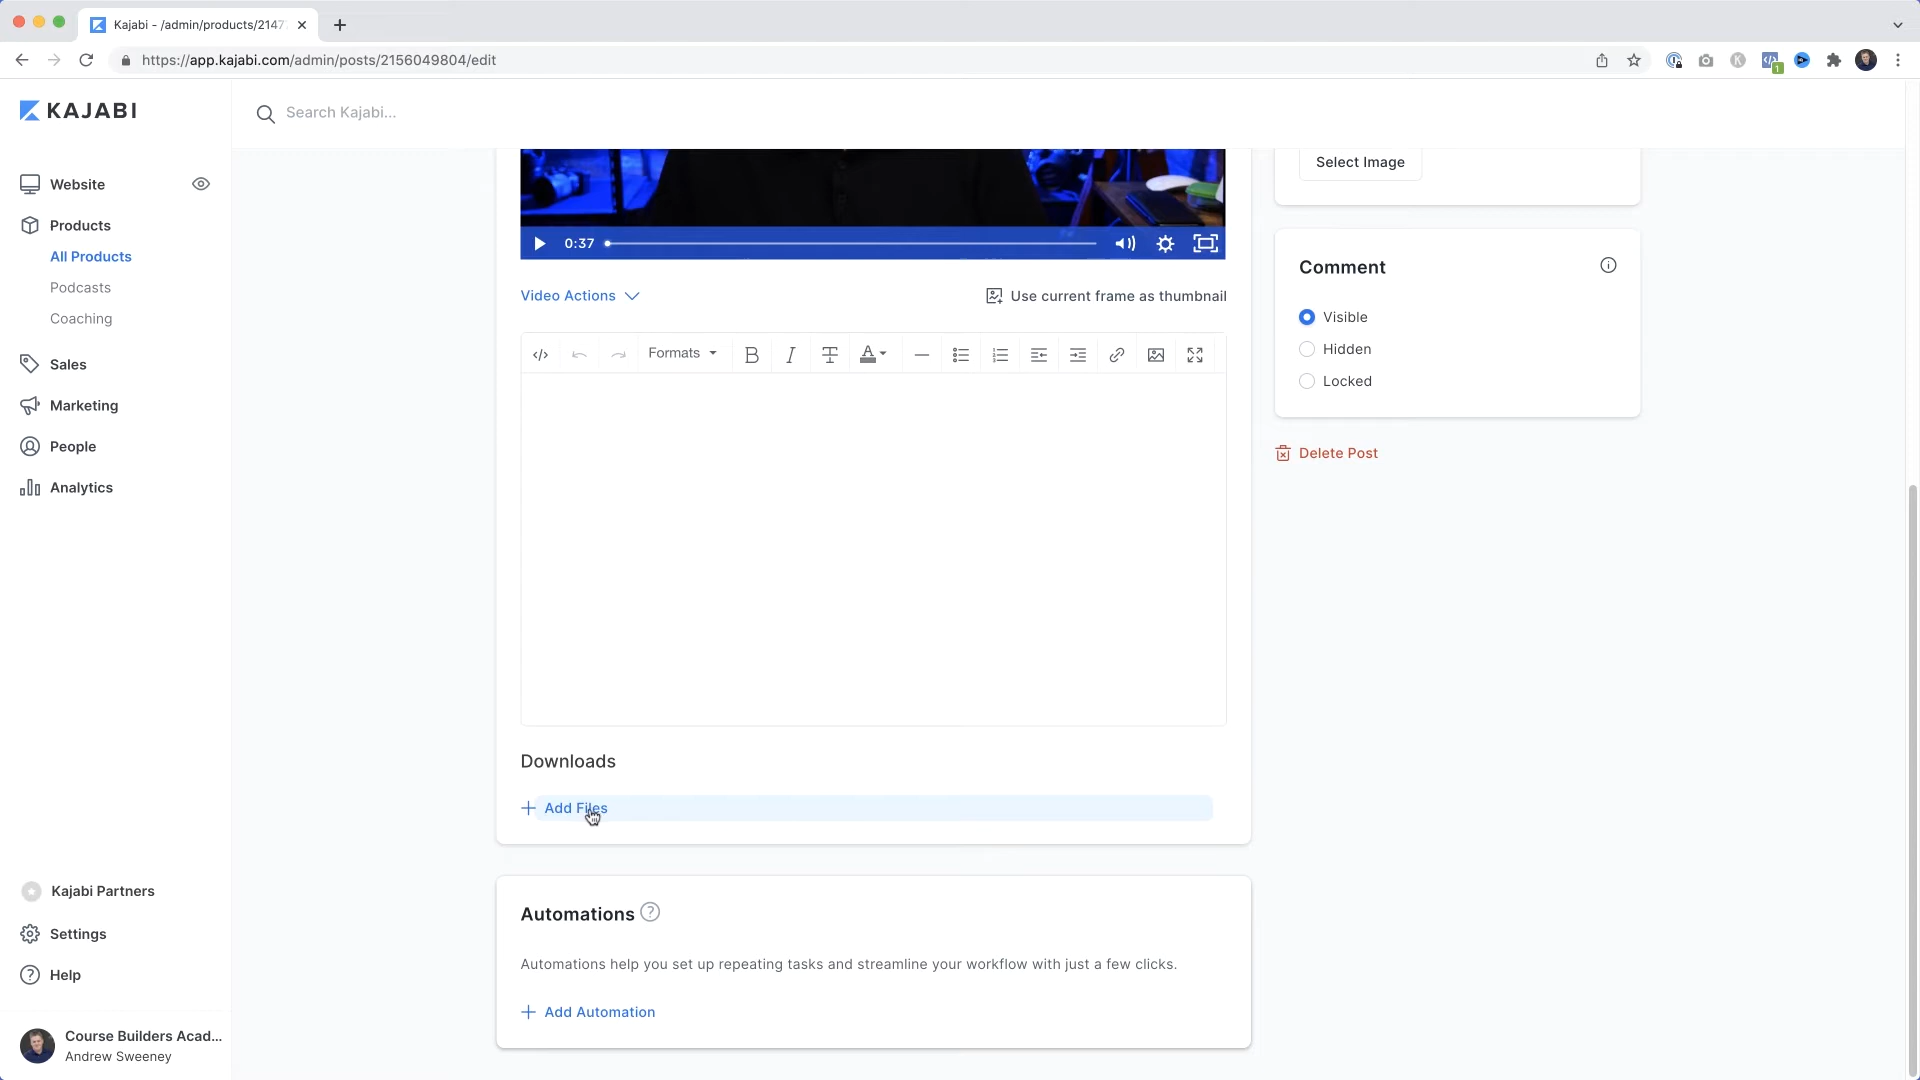 Kajabi - /admin/products/2147
https://app.kajabi.com/admin/posts/2156049804/edit
1
KAJABI
Search Kajabi...
Website
Products
All Products
Podcasts
Coaching
Sales
Marketing
People
Analytics
Kajabi Partners
Settings
Help
Course Builders Acad...
Andrew Sweeney
0:37
Video Actions
Use current frame as thumbnail
Formats
Downloads
Add Files
Automations
Automations help you set up repeating tasks and streamline your workflow with just a few clicks.
Add Automation
Select Image
Comment
Visible
Hidden
Locked
Delete Post